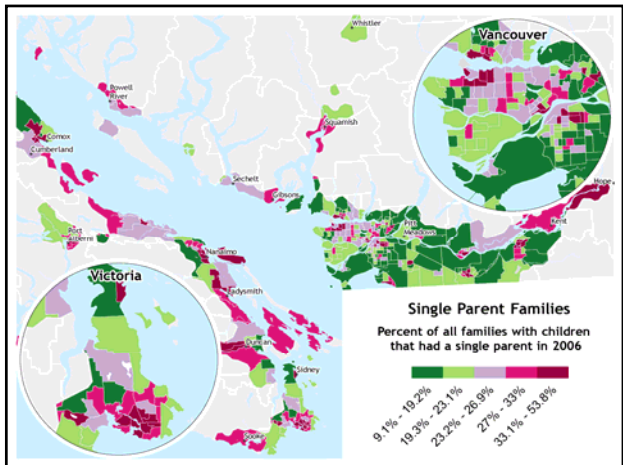 Whistler
Vancouver
Powell
River
Squamish
Comox
Cumberland
Sechelt
Gibsons
Hope
Kent
Pitt
Meadows
Port
Alberni
Nanaimo
Victoria
Ladysmith
Duncan
Sidney
Sooke
Single Parent Families
Percent of all families with children
that had a single parent in 2006
9.1% - 19.2%
19.3% - 23.1%
23.2% - 26.9%
27% - 33%
33.1% - 53.8%